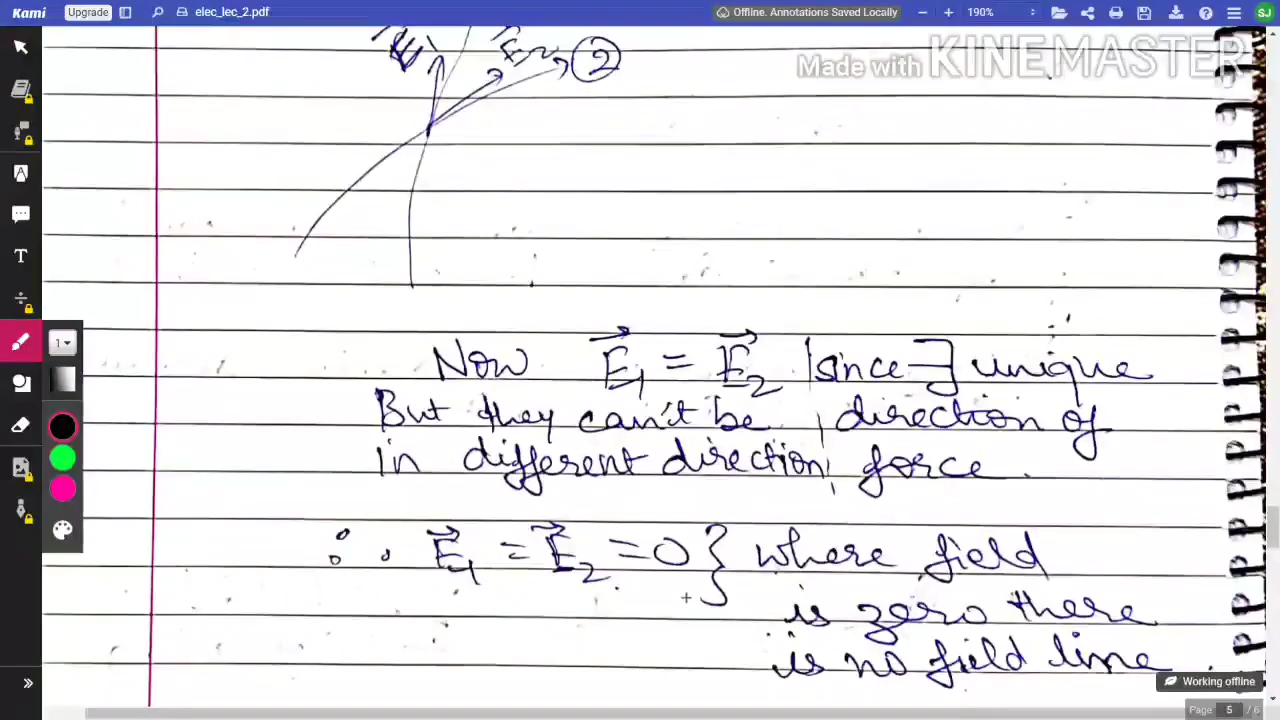 Kami
Upgrade
elec_lec_2.pdf
Offline. Annotations Saved Locally
190%
SJ
Made with KINEMASTER
E₁ E₂ 2
1
Now E₁ = E₂ |since–] unique
But they can't be , direction of
in different direction, force.
∴ E₁ = E₂ = 0 } where field
is zero there
is no field line.
Working offline
Page 5 / 6